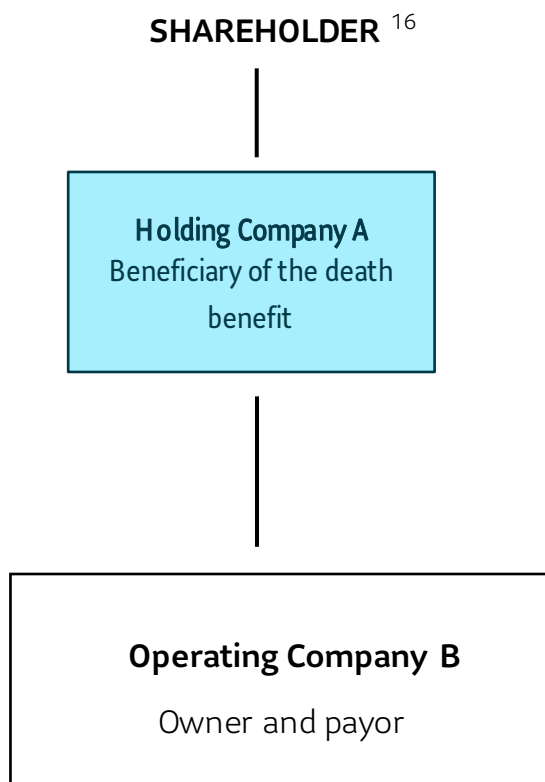 SHAREHOLDER 16
Holding Company A
Beneficiary of the death
benefit
Operating Company B
Owner and payor